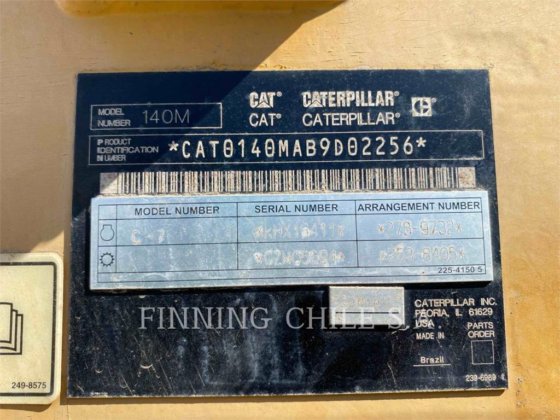 CAT® CATERPILLAR®
MODEL NUMBER 140M CAT® CATERPILLAR®
PRODUCT IDENTIFICATION NUMBER *CAT0140MAB9D02256*
MODEL NUMBER SERIAL NUMBER ARRANGEMENT NUMBER
225-4150 5
CATERPILLAR INC.
PEORIA, IL 61629
USA
MADE IN PARTS ORDER
Brazil
249-8575
FINNING CHILE S.